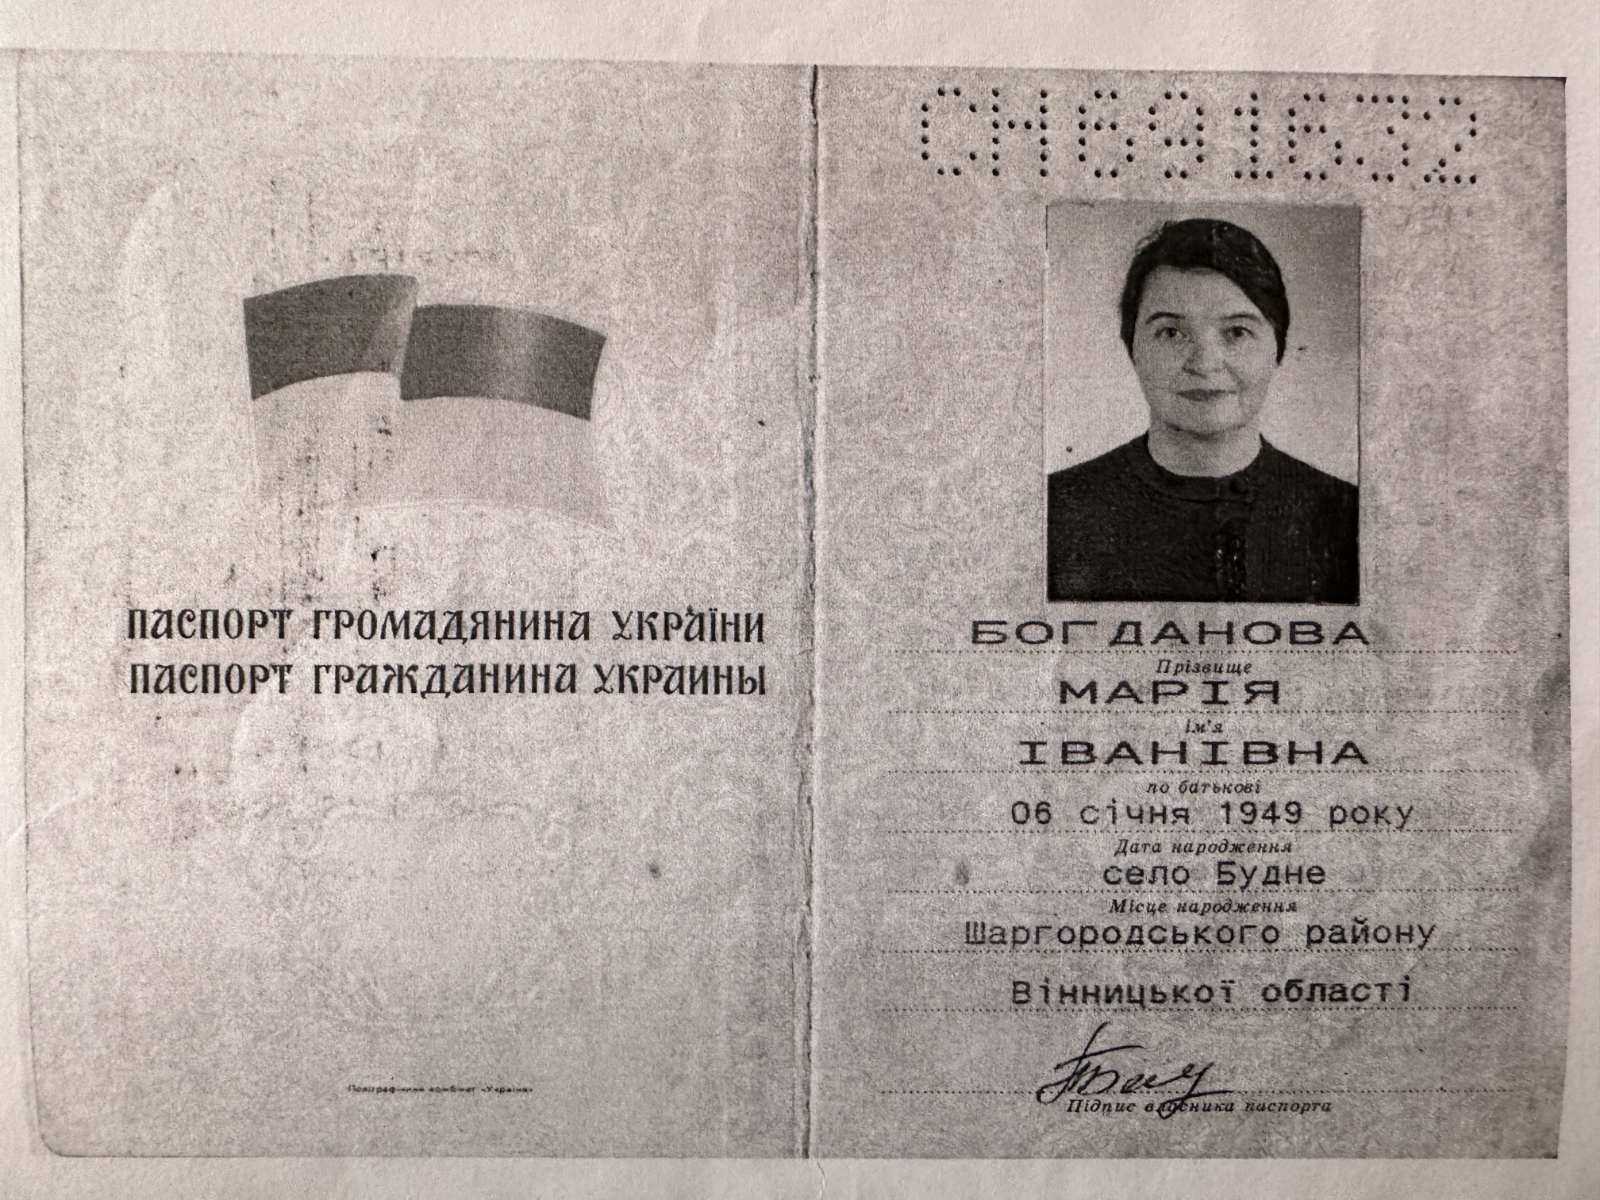 ПАСПОРТ ГРОМАДЯНИНА УКРАЇНИ
ПАСПОРТ ГРАЖДАНИНА УКРАИНЫ
Поліграфічний комбінат «Україна»
СН691632
БОГДАНОВА
Прізвище
МАРІЯ
Ім'я
ІВАНІВНА
по батькові
06 січня 1949 року
Дата народження
село Будне
Місце народження
Шаргородського району
Вінницької області
Підпис власника паспорта